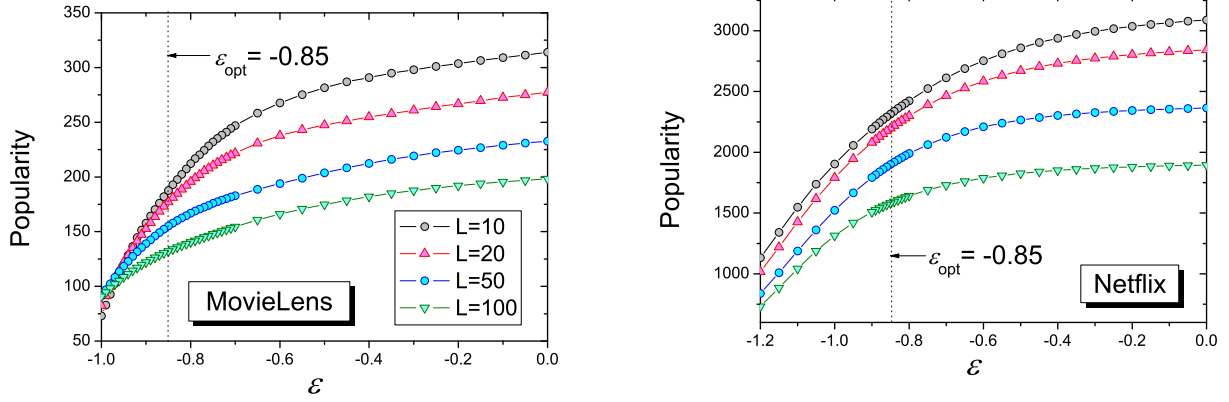 350
300
250
200
150
100
50
Popularity
ε_opt = -0.85
L=10
L=20
L=50
L=100
MovieLens
-1.0 -0.8 -0.6 -0.4 -0.2 0.0
ε
3000
2500
2000
1500
1000
Popularity
ε_opt = -0.85
Netflix
-1.2 -1.0 -0.8 -0.6 -0.4 -0.2 0.0
ε